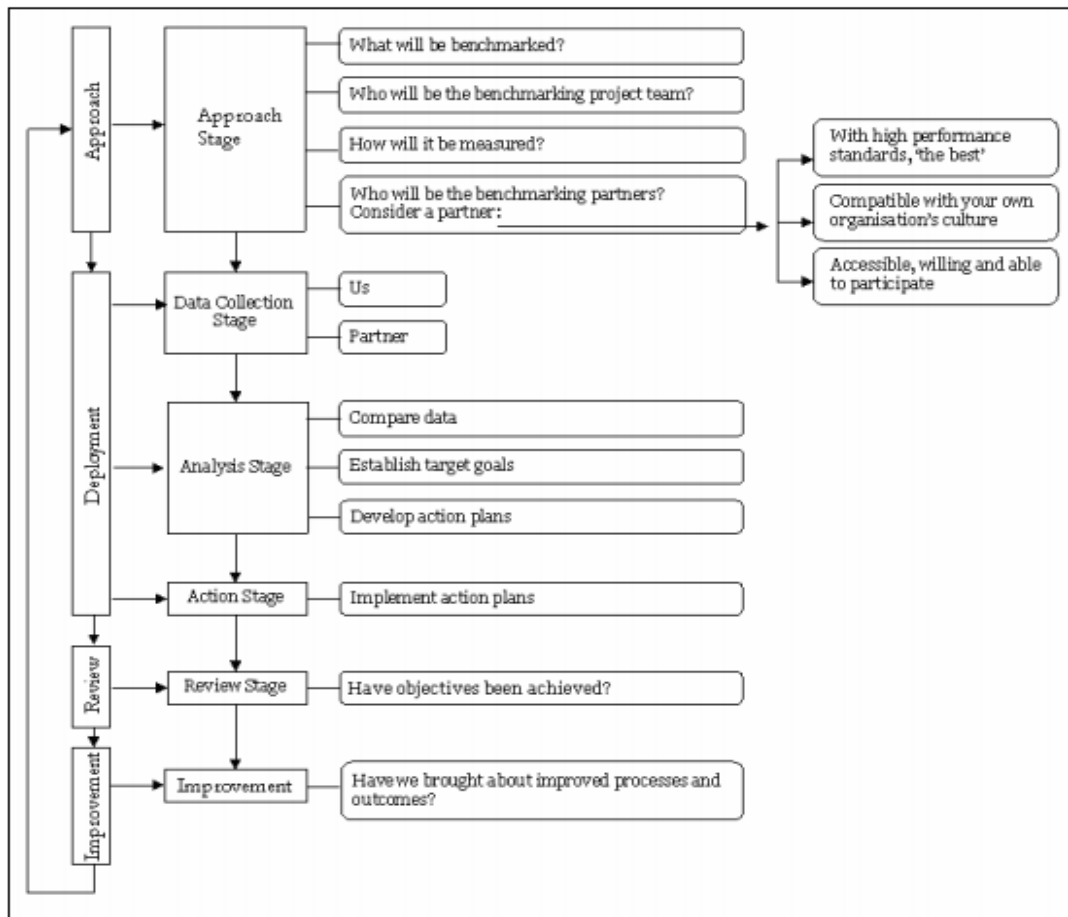 Approach
Approach
Stage
What will be benchmarked?
Who will be the benchmarking project team?
How will it be measured?
Who will be the benchmarking partners?
Consider a partner:
With high performance
standards, ‘the best’
Compatible with your own
organisation’s culture
Accessible, willing and able
to participate
Deployment
Data Collection
Stage
Us
Partner
Analysis Stage
Compare data
Establish target goals
Develop action plans
Action Stage
Implement action plans
Review
Review Stage
Have objectives been achieved?
Improvement
Improvement
Have we brought about improved processes and
outcomes?